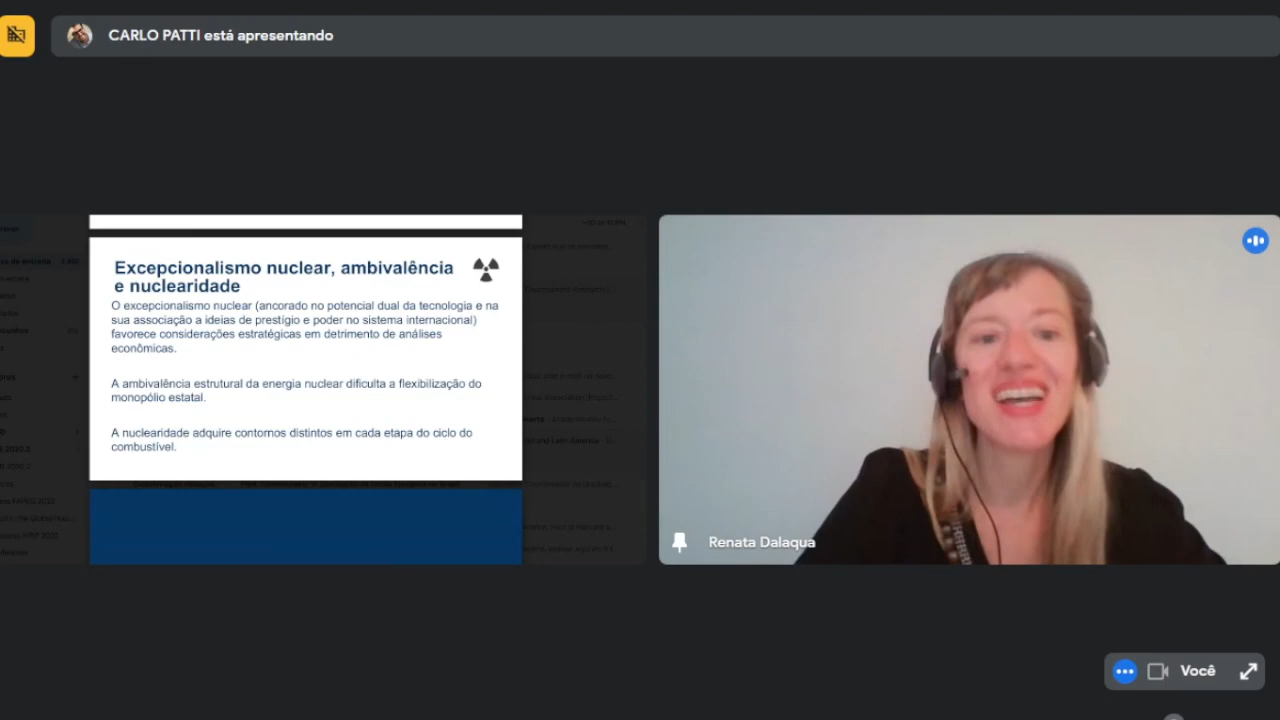 CARLO PATTI está apresentando
Excepcionalismo nuclear, ambivalência
e nuclearidade
O excepcionalismo nuclear (ancorado no potencial dual da tecnologia e na
sua associação a ideias de prestígio e poder no sistema internacional)
favorece considerações estratégicas em detrimento de análises
econômicas.
A ambivalência estrutural da energia nuclear dificulta a flexibilização do
monopólio estatal.
A nuclearidade adquire contornos distintos em cada etapa do ciclo do
combustível.
Renata Dalaqua
Você